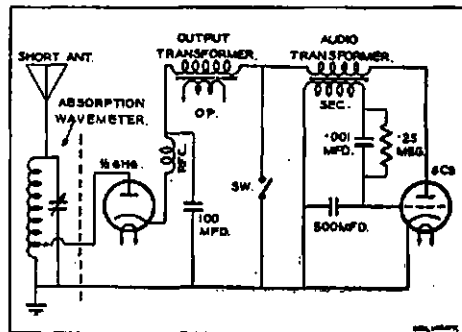 OUTPUT
TRANSFORMER.
AUDIO
TRANSFORMER.
SHORT ANT.
ABSORPTION
WAVEMETER.
O.P.
SEC.
½ 6H6.
RFC.
·001
MFD.
·25
MEG.
SW.
6C5
100
MFD.
500MFD.